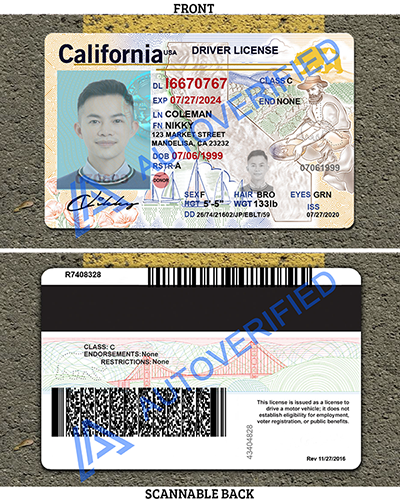 FRONT
California USA DRIVER LICENSE
DL I6670767 CLASS C
EXP 07/27/2024 END NONE
LN COLEMAN
FN NIKKY
123 MARKET STREET
MANDELISA, CA 23232
DOB 07/06/1999
RSTR A
07061999
DONOR
SEX F HAIR BRO EYES GRN
HGT 5'-5" WGT 133lb ISS
DD 26/74/21602/JP/EBLT/59 07/27/2020
Nikky
AUTOVERIFIED
R7408328
CLASS: C
ENDORSEMENTS: None
RESTRICTIONS: None
This license is issued as a license to
drive a motor vehicle; it does not
establish eligibility for employment,
voter registration, or public benefits.
43404828
Rev 11/27/2016
AUTOVERIFIED
SCANNABLE BACK